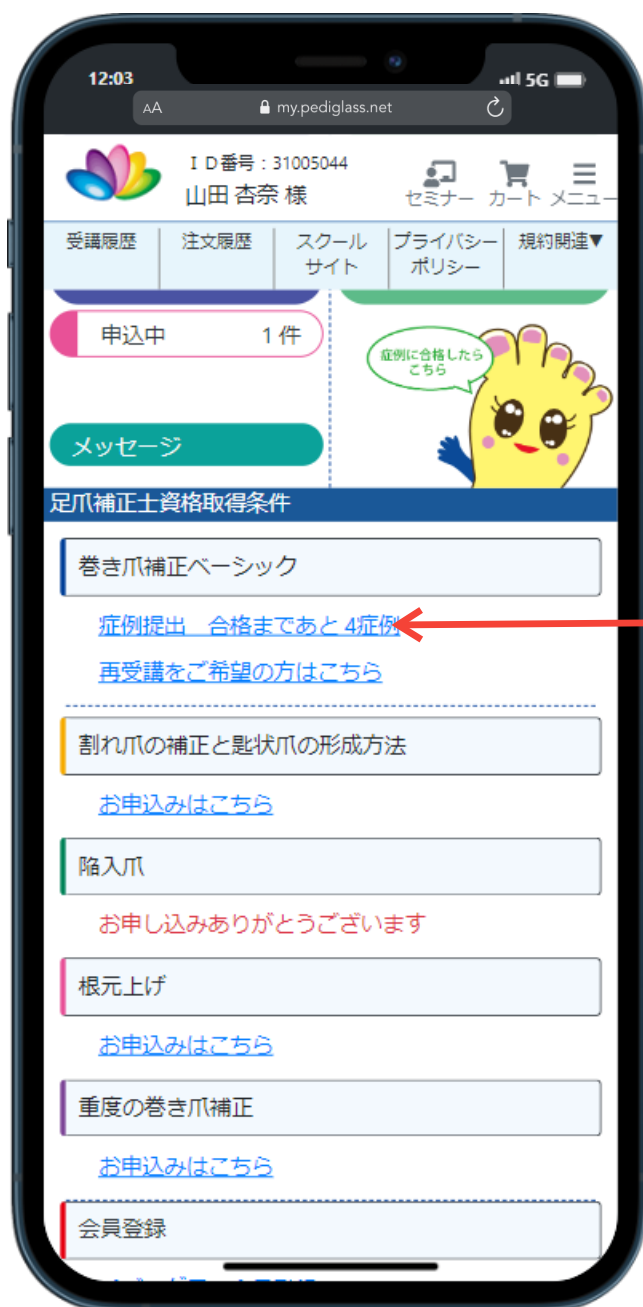 12:03
5G
AA my.pediglass.net
ID番号：31005044
山田 杏奈 様
セミナー カート メニュー
受講履歴 注文履歴 スクールサイト プライバシーポリシー 規約関連▼
申込中 1 件
症例に合格したら
こちら
メッセージ
足爪補正士資格取得条件
巻き爪補正ベーシック
症例提出　合格まであと 4症例
再受講をご希望の方はこちら
割れ爪の補正と匙状爪の形成方法
お申込みはこちら
陥入爪
お申し込みありがとうございます
根元上げ
お申込みはこちら
重度の巻き爪補正
お申込みはこちら
会員登録